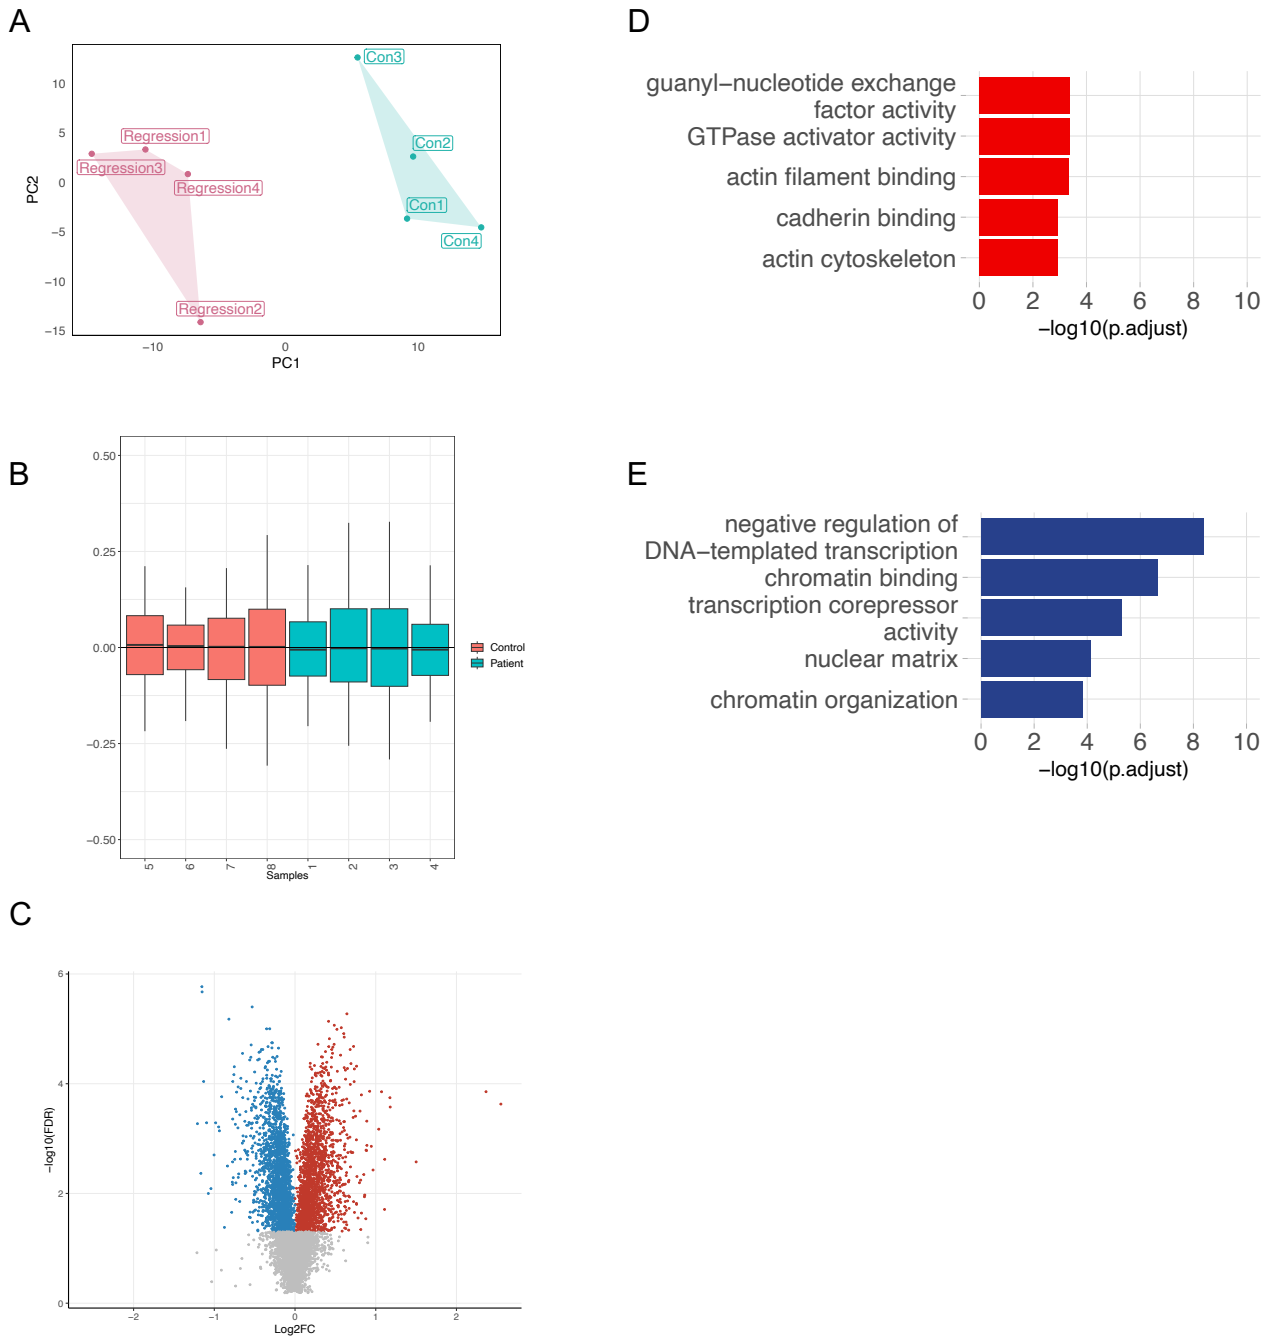 A
10
5
0
−5
−10
−15
PC2
Con3
Con2
Con1
Con4
Regression1
Regression3
Regression4
Regression2
−10
0
10
PC1
D
guanyl−nucleotide exchange
factor activity
GTPase activator activity
actin filament binding
cadherin binding
actin cytoskeleton
0 2 4 6 8 10
−log10(p.adjust)
B
0.50
0.25
0.00
−0.25
−0.50
5 6 7 8 1 2 3 4
Samples
Control
Patient
E
negative regulation of
DNA−templated transcription
chromatin binding
transcription corepressor
activity
nuclear matrix
chromatin organization
0 2 4 6 8 10
−log10(p.adjust)
C
6
4
2
0
−log10(FDR)
−2 −1 0 1 2
Log2FC